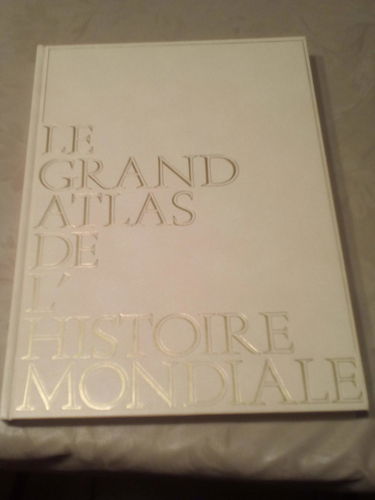 LE
GRAND
ATLAS
DE
L'
HISTOIRE
MONDIALE